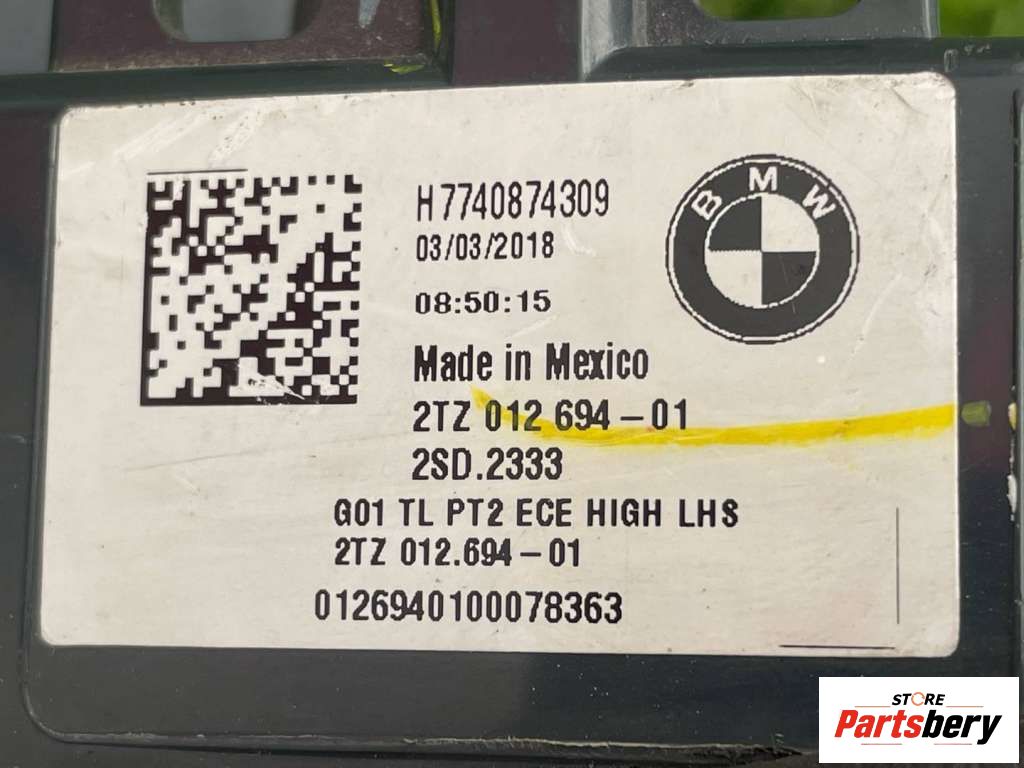 H7740874309
03/03/2018
08:50:15
BMW
Made in Mexico
2TZ 012 694-01
2SD.2333
G01 TL PT2 ECE HIGH LHS
2TZ 012.694-01
0126940100078363
STORE
Partsbery